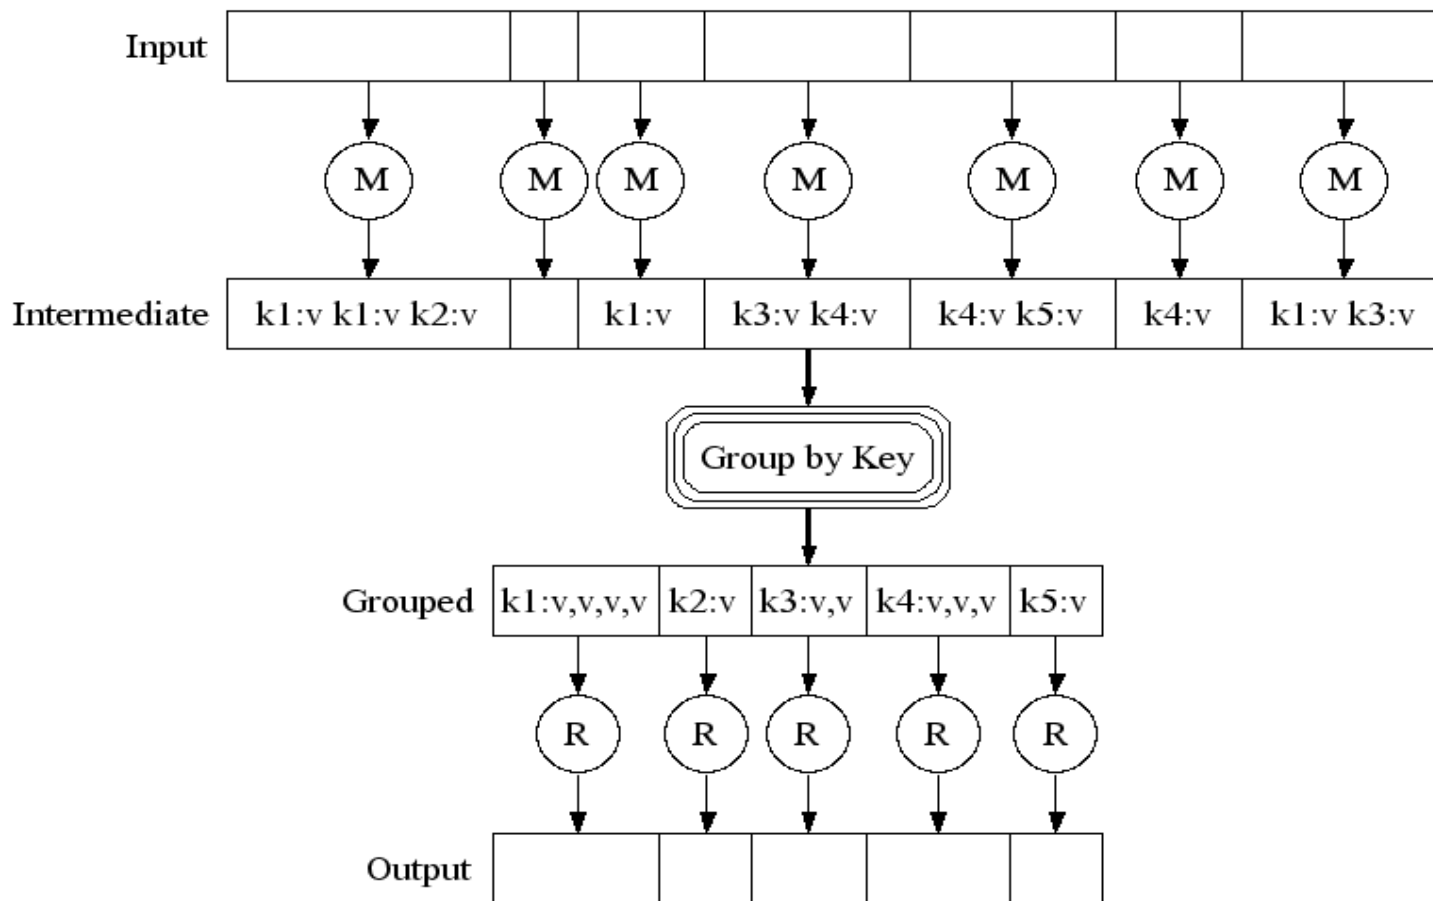 Input
M M M M M M M
Intermediate k1:v k1:v k2:v k1:v k3:v k4:v k4:v k5:v k4:v k1:v k3:v
Group by Key
Grouped k1:v,v,v,v k2:v k3:v,v k4:v,v,v k5:v
R R R R R
Output